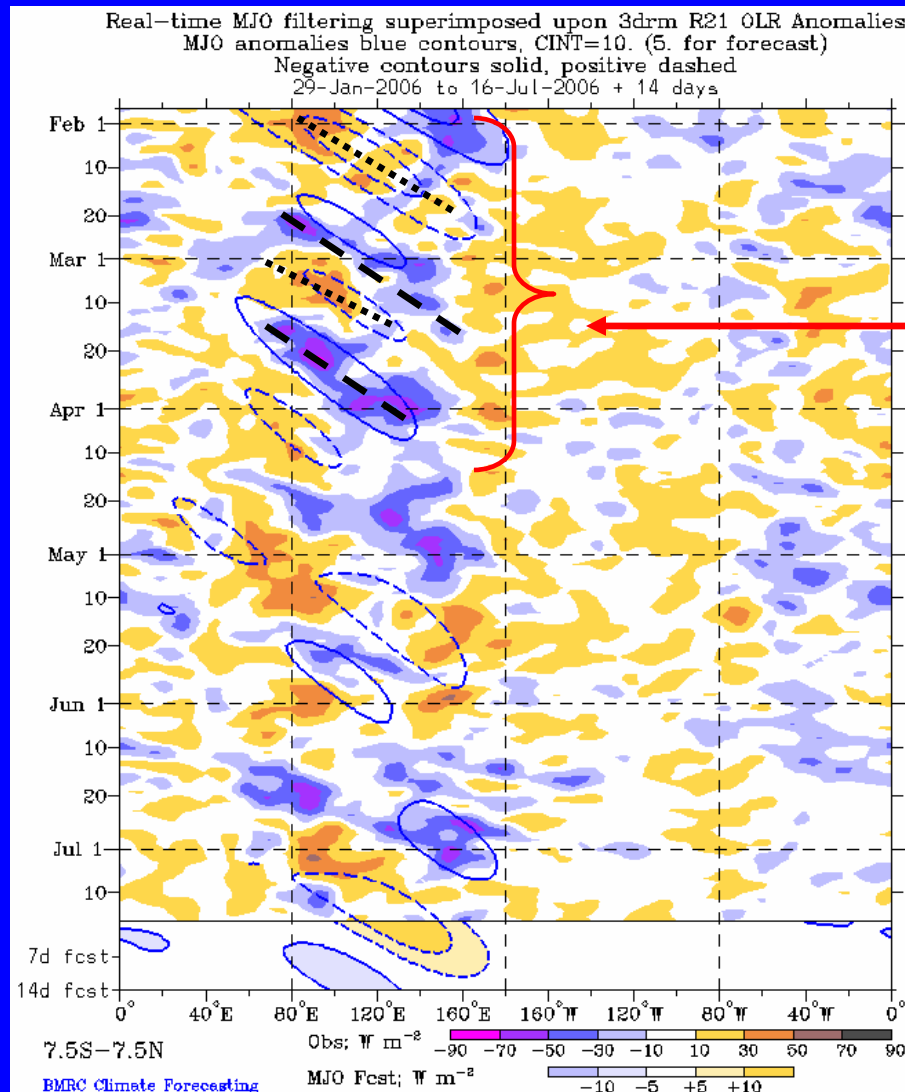 Real-time MJO filtering superimposed upon 3drm R21 OLR Anomalies
MJO anomalies blue contours, CINT=10. (5. for forecast)
Negative contours solid, positive dashed
29-Jan-2006 to 16-Jul-2006 + 14 days
Feb 1
10
20
Mar 1
10
20
Apr 1
10
20
May 1
10
20
Jun 1
10
20
Jul 1
10
7d fcst
14d fcst
0° 40°E 80°E 120°E 160°E 160°W 120°W 80°W 40°W 0°
7.5S-7.5N
Obs; W m⁻²
-90 -70 -50 -30 -10 10 30 50 70 90
MJO Fcst; W m⁻²
-10 -5 +5 +10
BMRC Climate Forecasting